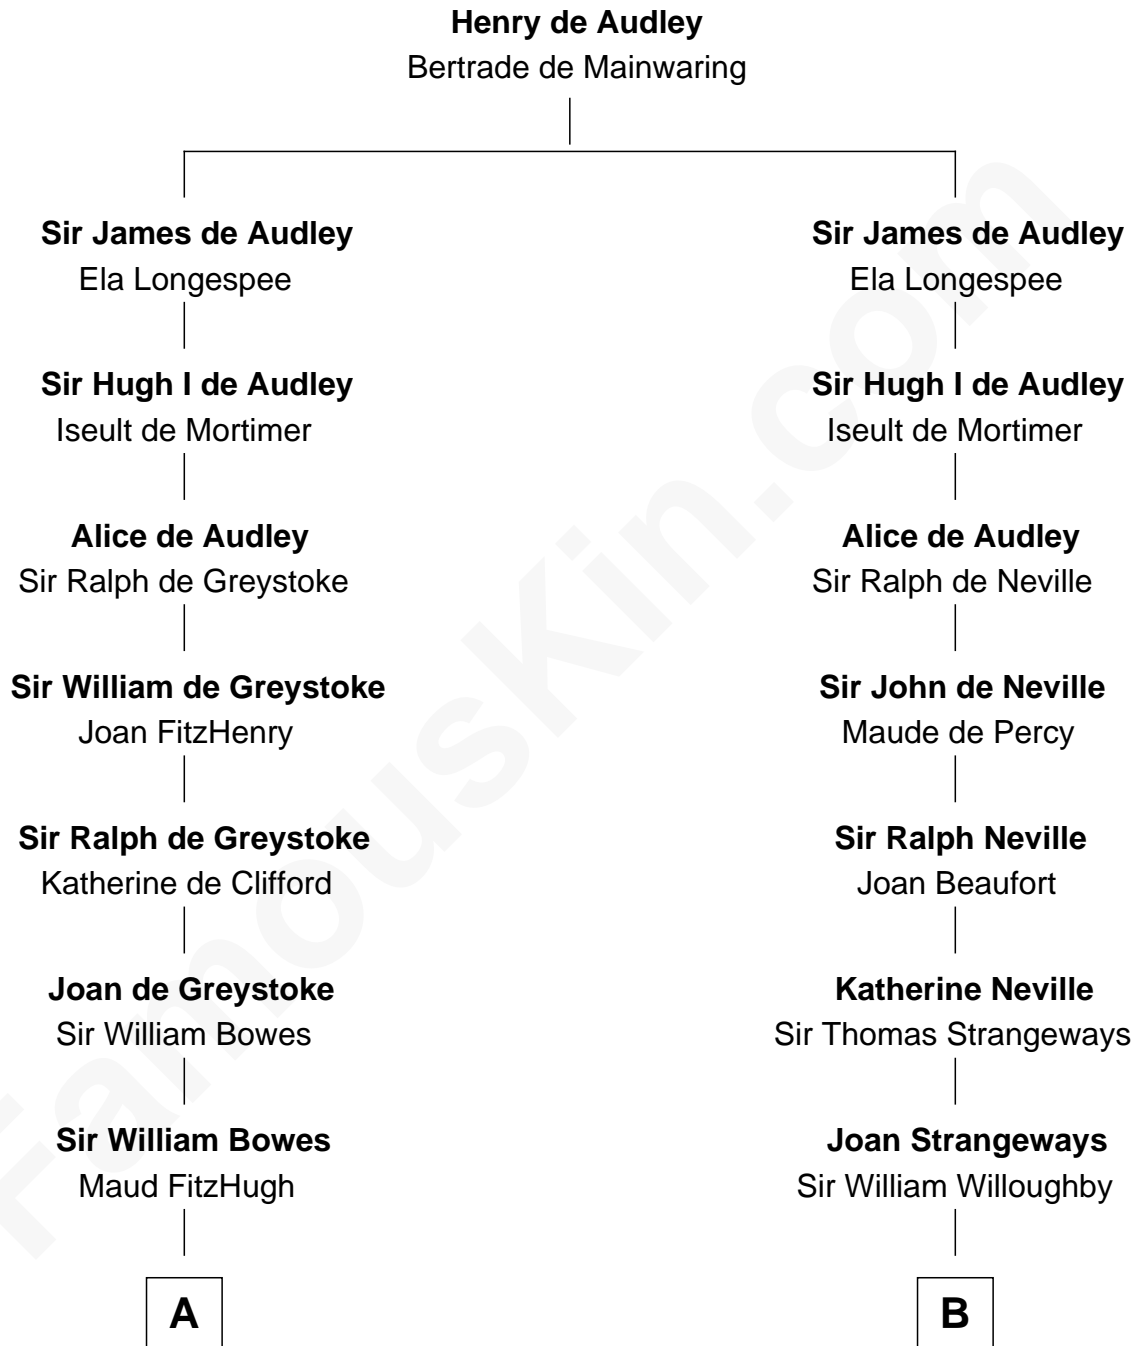 Henry de Audley
Bertrade de Mainwaring
Sir James de Audley
Ela Longespee
Sir James de Audley
Ela Longespee
Sir Hugh I de Audley
Iseult de Mortimer
Sir Hugh I de Audley
Iseult de Mortimer
Alice de Audley
Sir Ralph de Greystoke
Alice de Audley
Sir Ralph de Neville
Sir William de Greystoke
Joan FitzHenry
Sir John de Neville
Maude de Percy
Sir Ralph de Greystoke
Katherine de Clifford
Sir Ralph Neville
Joan Beaufort
Joan de Greystoke
Sir William Bowes
Katherine Neville
Sir Thomas Strangeways
Sir William Bowes
Maud FitzHugh
Joan Strangeways
Sir William Willoughby
A
B
FamousKin.com